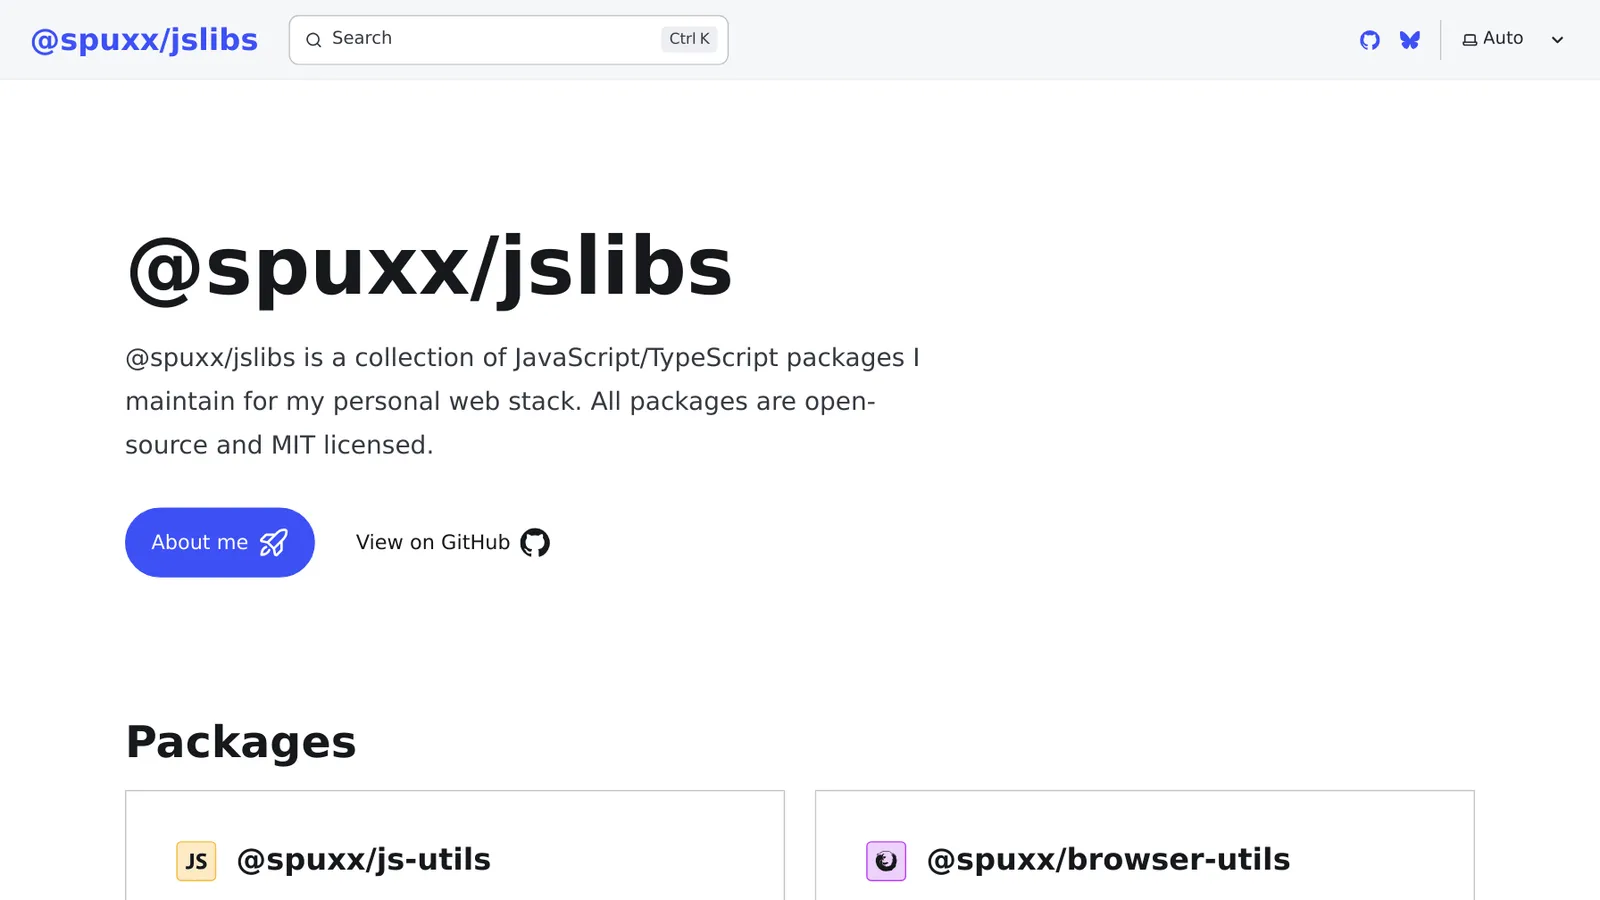 @spuxx/jslibs
Search
Ctrl K
Auto
@spuxx/jslibs
@spuxx/jslibs is a collection of JavaScript/TypeScript packages I
maintain for my personal web stack. All packages are open-
source and MIT licensed.
About me
View on GitHub
Packages
JS
@spuxx/js-utils
@spuxx/browser-utils